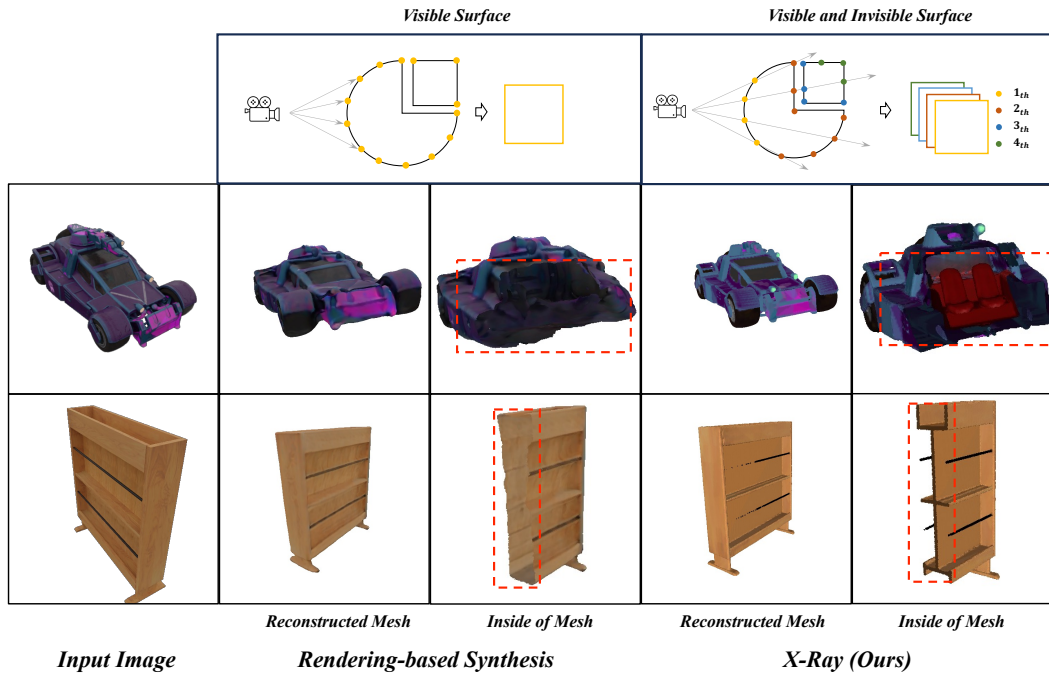 Visible Surface
Visible and Invisible Surface
1th
2th
3th
4th
Reconstructed Mesh
Inside of Mesh
Reconstructed Mesh
Inside of Mesh
Input Image
Rendering-based Synthesis
X-Ray (Ours)